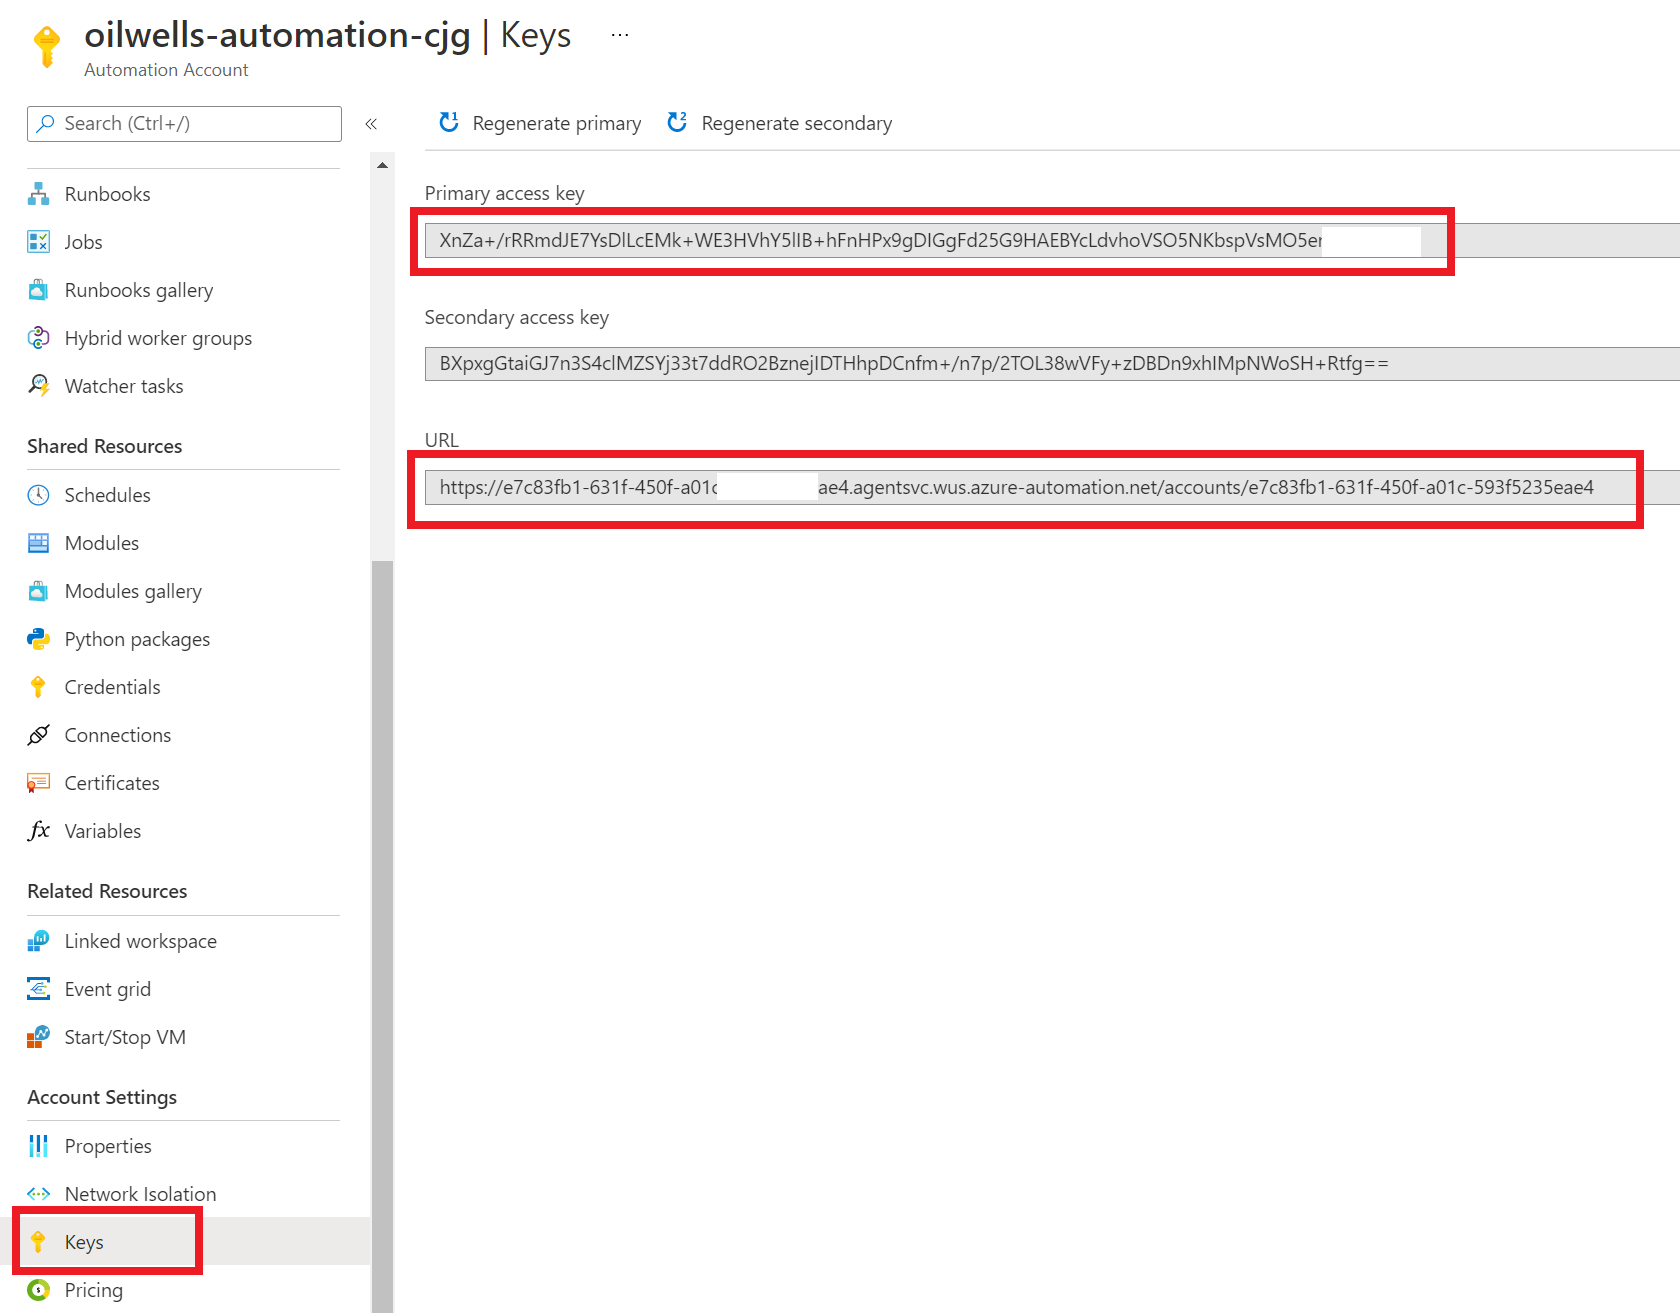 oilwells-automation-cjg | Keys ...
Automation Account
Search (Ctrl+/)
«
Regenerate primary
Regenerate secondary
Runbooks
Jobs
Runbooks gallery
Hybrid worker groups
Watcher tasks
Shared Resources
Schedules
Modules
Modules gallery
Python packages
Credentials
Connections
Certificates
Variables
Related Resources
Linked workspace
Event grid
Start/Stop VM
Account Settings
Properties
Network Isolation
Keys
Pricing
Primary access key
XnZa+/rRRmdJE7YsDlLcEMk+WE3HVhY5lIB+hFnHPx9gDIGgFd25G9HAEBYcLdvhoVSO5NKbspVsMO5er
Secondary access key
BXpxgGtaiGJ7n3S4clMZSYj33t7ddRO2BznejIDTHhpDCnfm+/n7p/2TOL38wVFy+zDBDn9xhIMpNWoSH+Rtfg==
URL
https://e7c83fb1-631f-450f-a01c ae4.agentsvc.wus.azure-automation.net/accounts/e7c83fb1-631f-450f-a01c-593f5235eae4